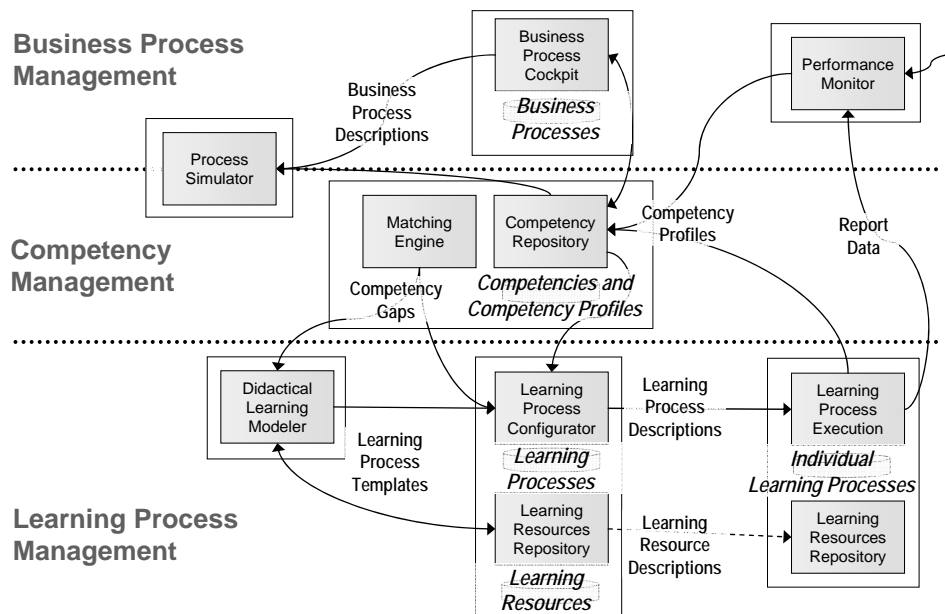 Business Process
Management
Business
Process
Cockpit
Business
Processes
Performance
Monitor
Business
Process
Descriptions
Process
Simulator
Competency
Management
Matching
Engine
Competency
Repository
Competency
Profiles
Report
Data
Competency
Gaps
Competencies and
Competency Profiles
Didactical
Learning
Modeler
Learning
Process
Configurator
Learning
Process
Descriptions
Learning
Process
Execution
Learning
Process
Templates
Learning
Processes
Individual
Learning Processes
Learning Process
Management
Learning
Resources
Repository
Learning
Resource
Descriptions
Learning
Resources
Repository
Learning
Resources